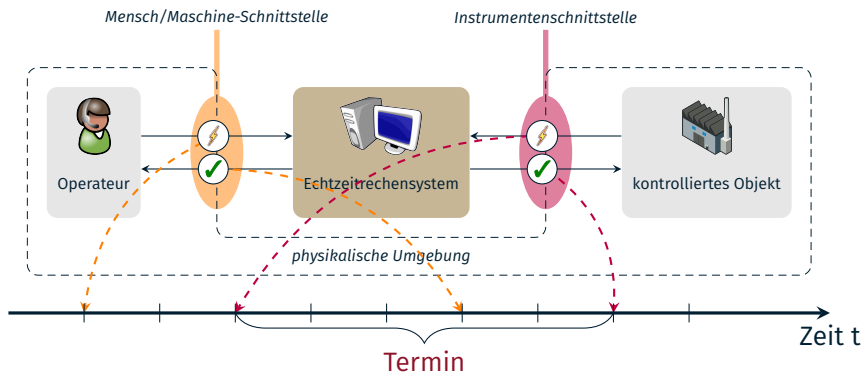 Mensch/Maschine-Schnittstelle
Instrumentenschnittstelle
Operateur
Echtzeitrechensystem
kontrolliertes Objekt
physikalische Umgebung
Zeit t
Termin